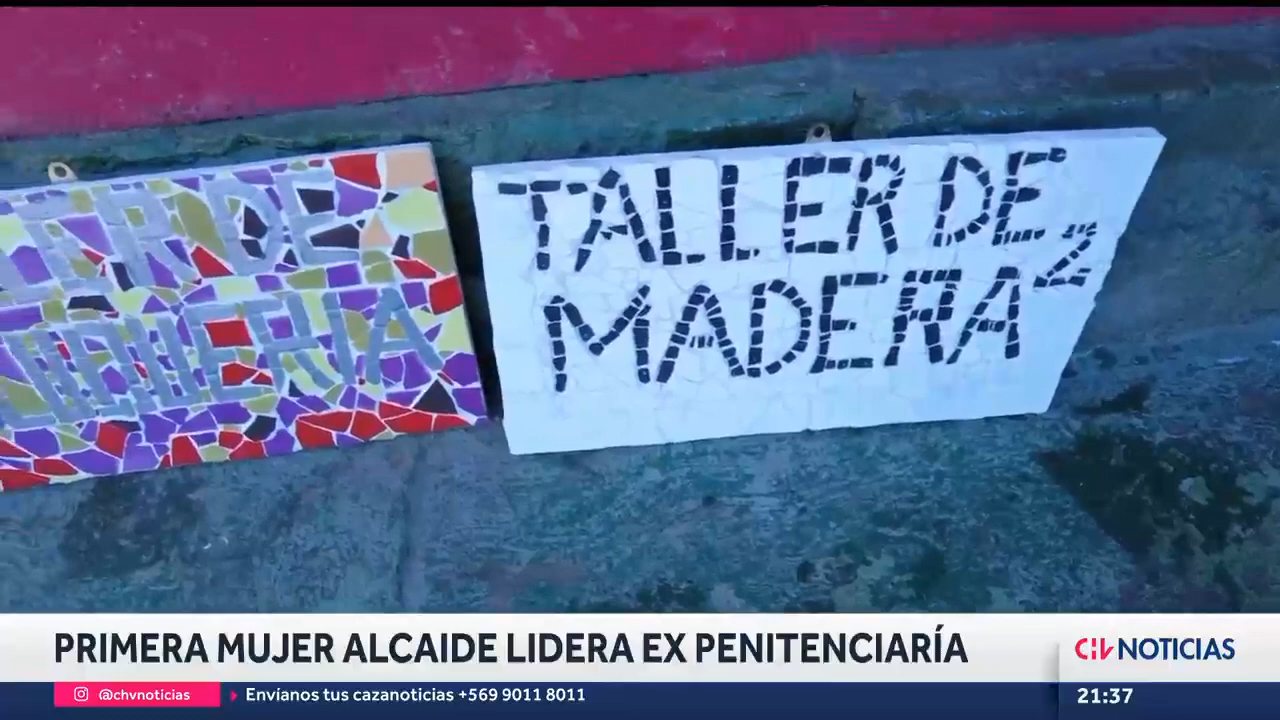 TALLER DE
MADERA 2
PRIMERA MUJER ALCAIDE LIDERA EX PENITENCIARÍA
CHV NOTICIAS
@chvnoticias
Envíanos tus cazanoticias +569 9011 8011
21:37